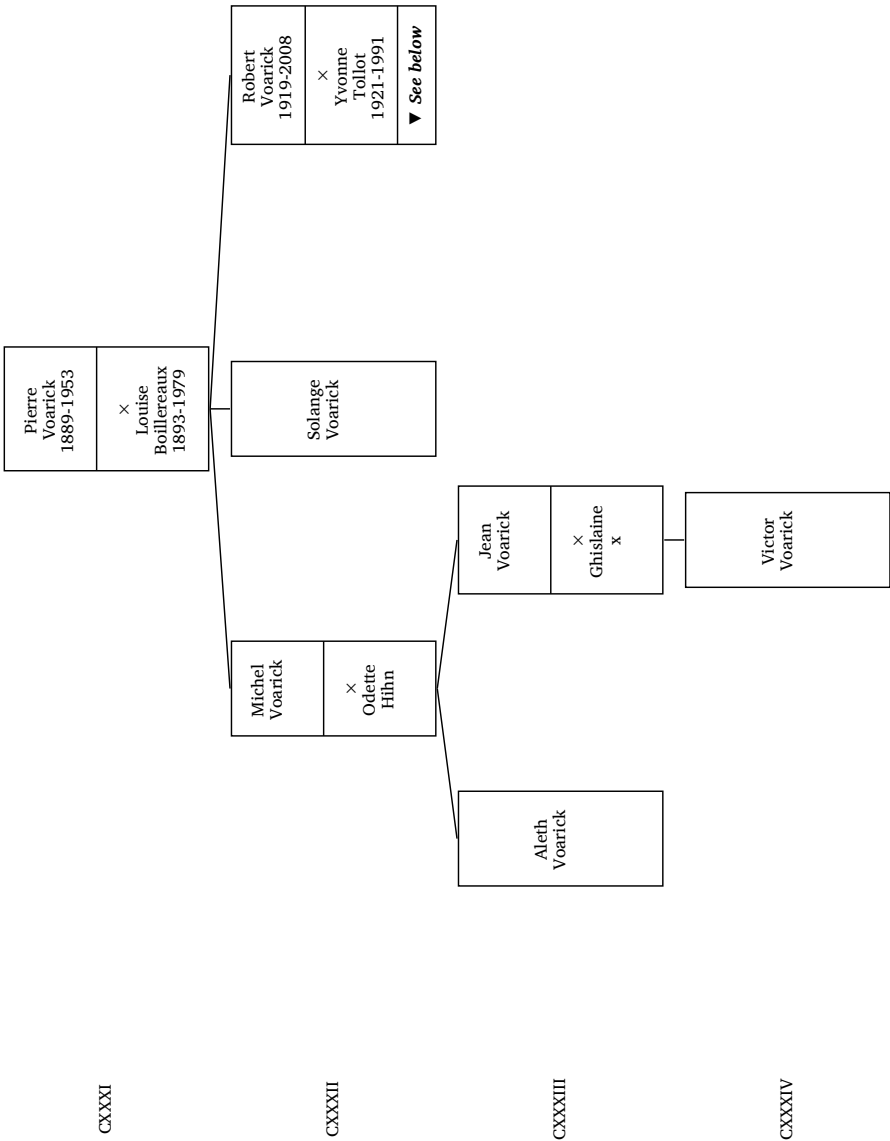 CXXXI
Pierre
Voarick
1889-1953
×
Louise
Boillereaux
1893-1979
CXXXII
Michel
Voarick
×
Odette
Hihn
Solange
Voarick
Robert
Voarick
1919-2008
×
Yvonne
Tollot
1921-1991
▼ See below
CXXXIII
Aleth
Voarick
Jean
Voarick
×
Ghislaine
x
CXXXIV
Victor
Voarick